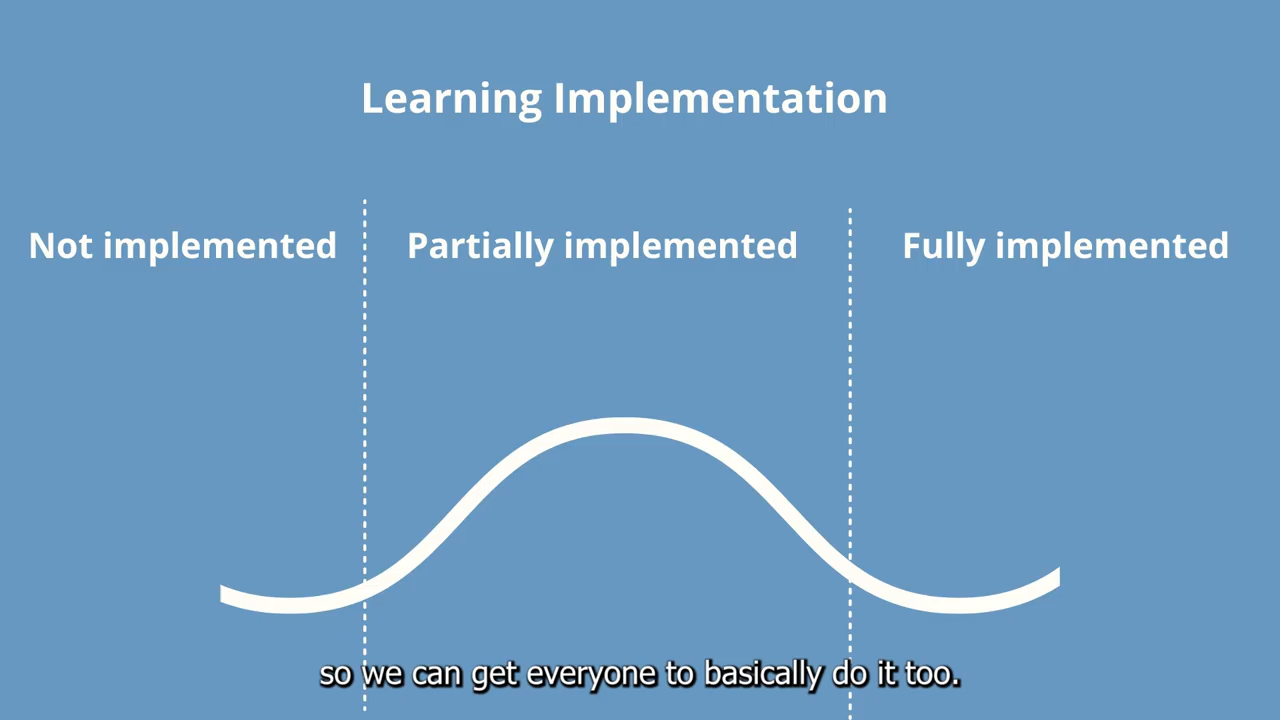 Learning Implementation
Not implemented
Partially implemented
Fully implemented
so we can get everyone to basically do it too.